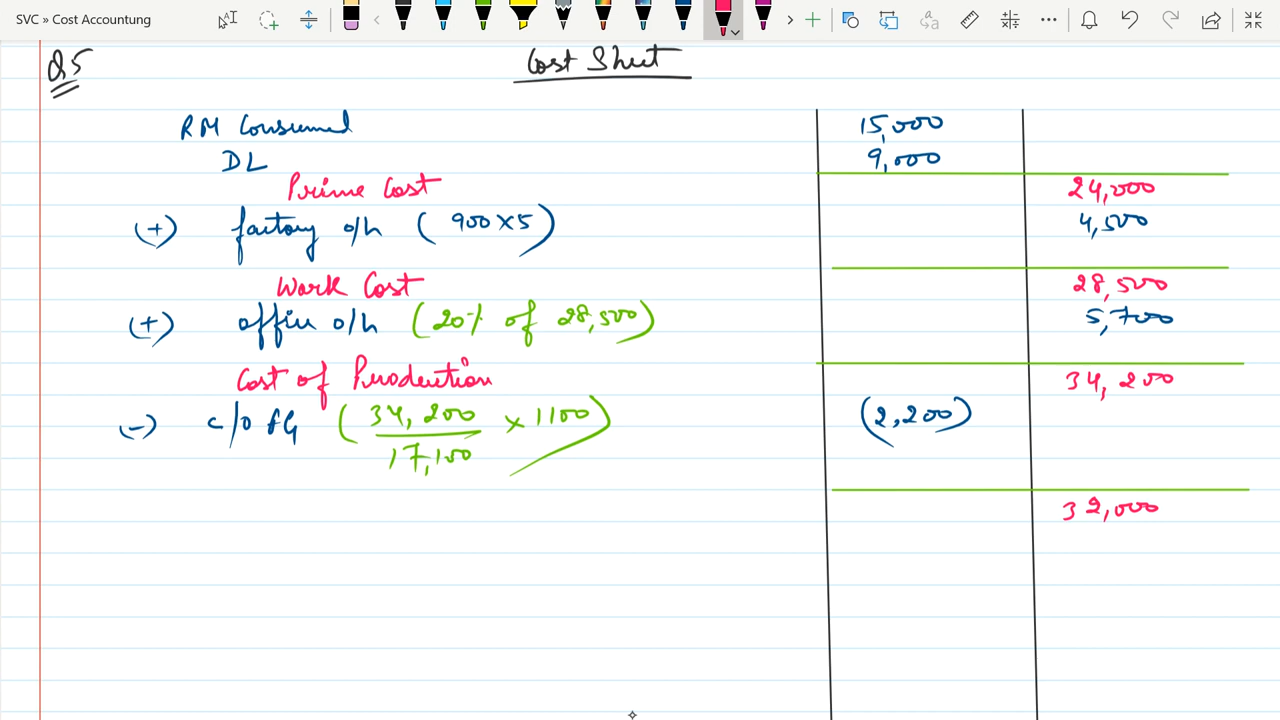 SVC » Cost Accountung
Q5
Cost Sheet
RM Consumed 15,000
DL 9,000
Prime Cost 24,000
(+) factory o/h (900×5) 4,500
Work Cost 28,500
(+) office o/h (20% of 28,500) 5,700
Cost of Production 34,200
(-) c/o FG (34,200 / 17,100 × 1100) (2,200)
32,000